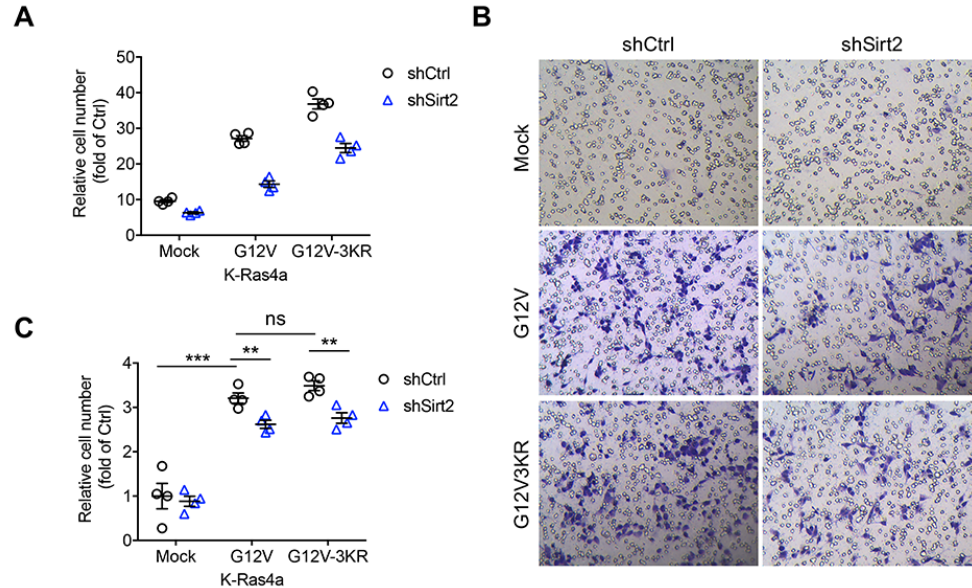 A
Relative cell number
(fold of Ctrl)
50
40
30
20
10
0
shCtrl
shSirt2
Mock
G12V
G12V-3KR
K-Ras4a
B
shCtrl
shSirt2
Mock
G12V
G12V3KR
C
Relative cell number
(fold of Ctrl)
4
3
2
1
0
***
**
ns
**
shCtrl
shSirt2
Mock
G12V
G12V-3KR
K-Ras4a